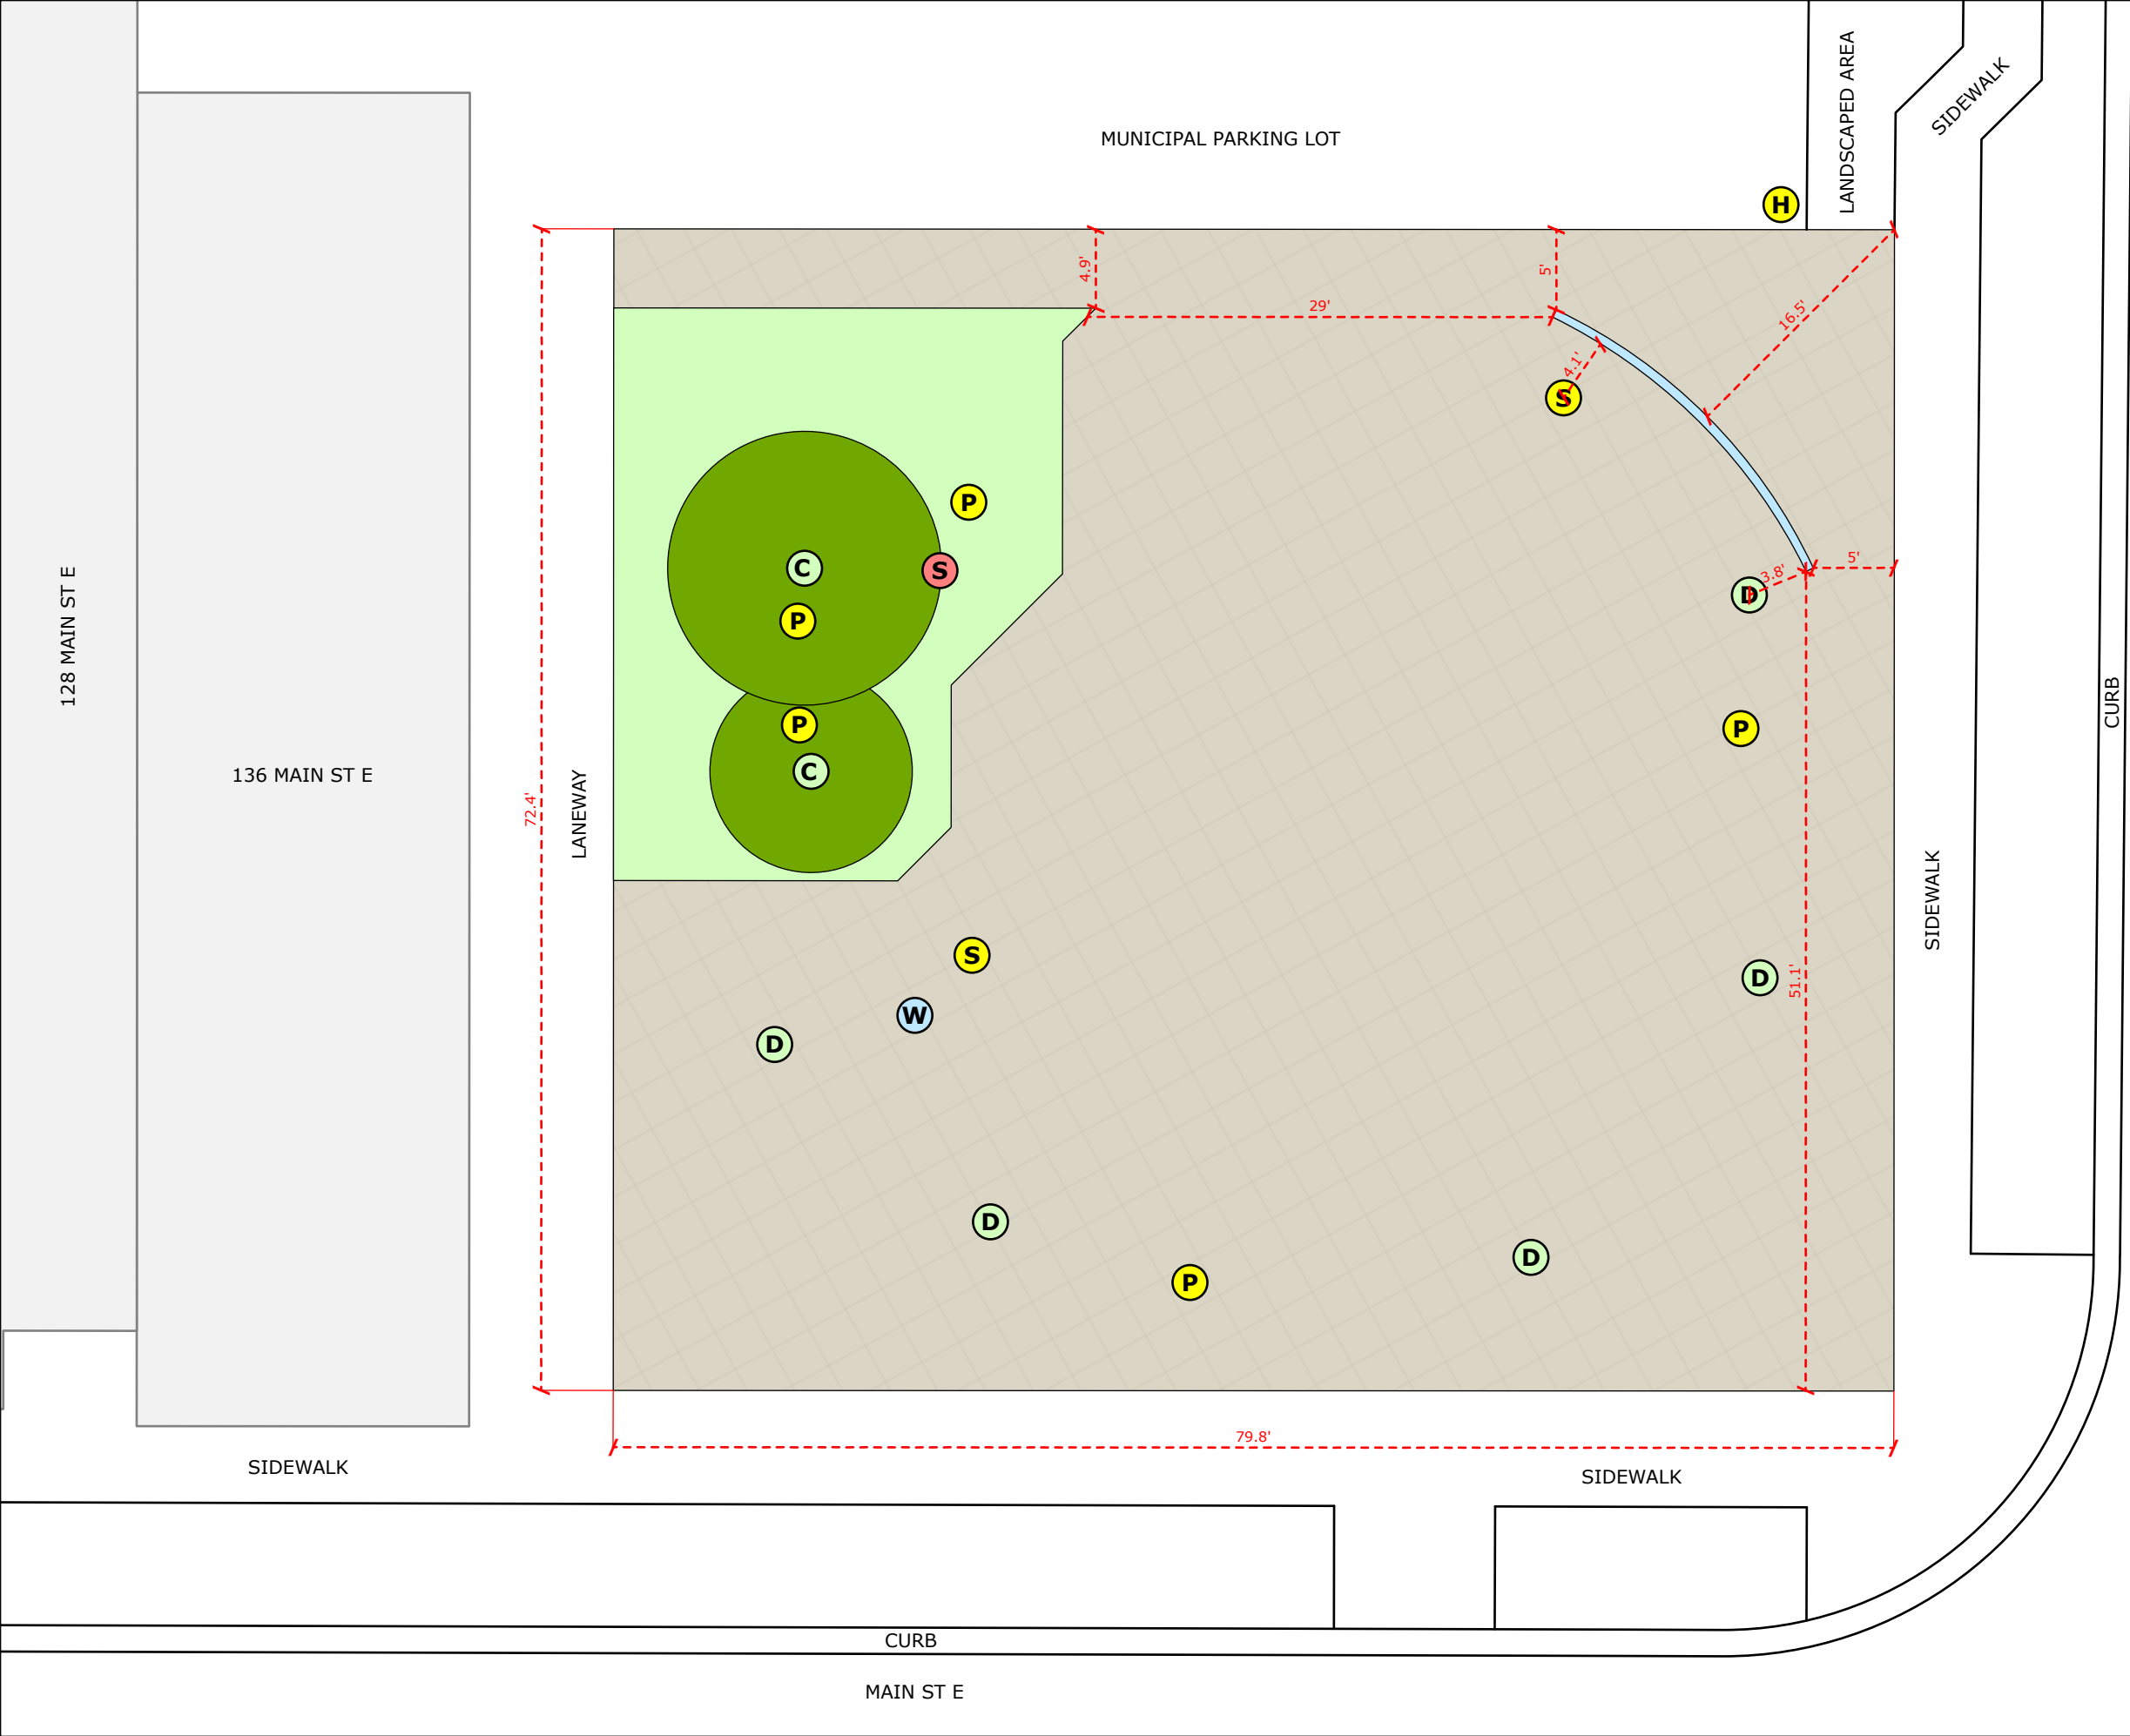 LANDSCAPED AREA
SIDEWALK
MUNICIPAL PARKING LOT
H
4.9'
5'
29'
16.5'
4.1'
S
P
C
S
5'
3.8'
D
P
128 MAIN ST E
CURB
P
P
C
136 MAIN ST E
72.4'
LANEWAY
SIDEWALK
S
D
51.1'
W
D
D
D
P
79.8'
SIDEWALK
SIDEWALK
CURB
MAIN ST E